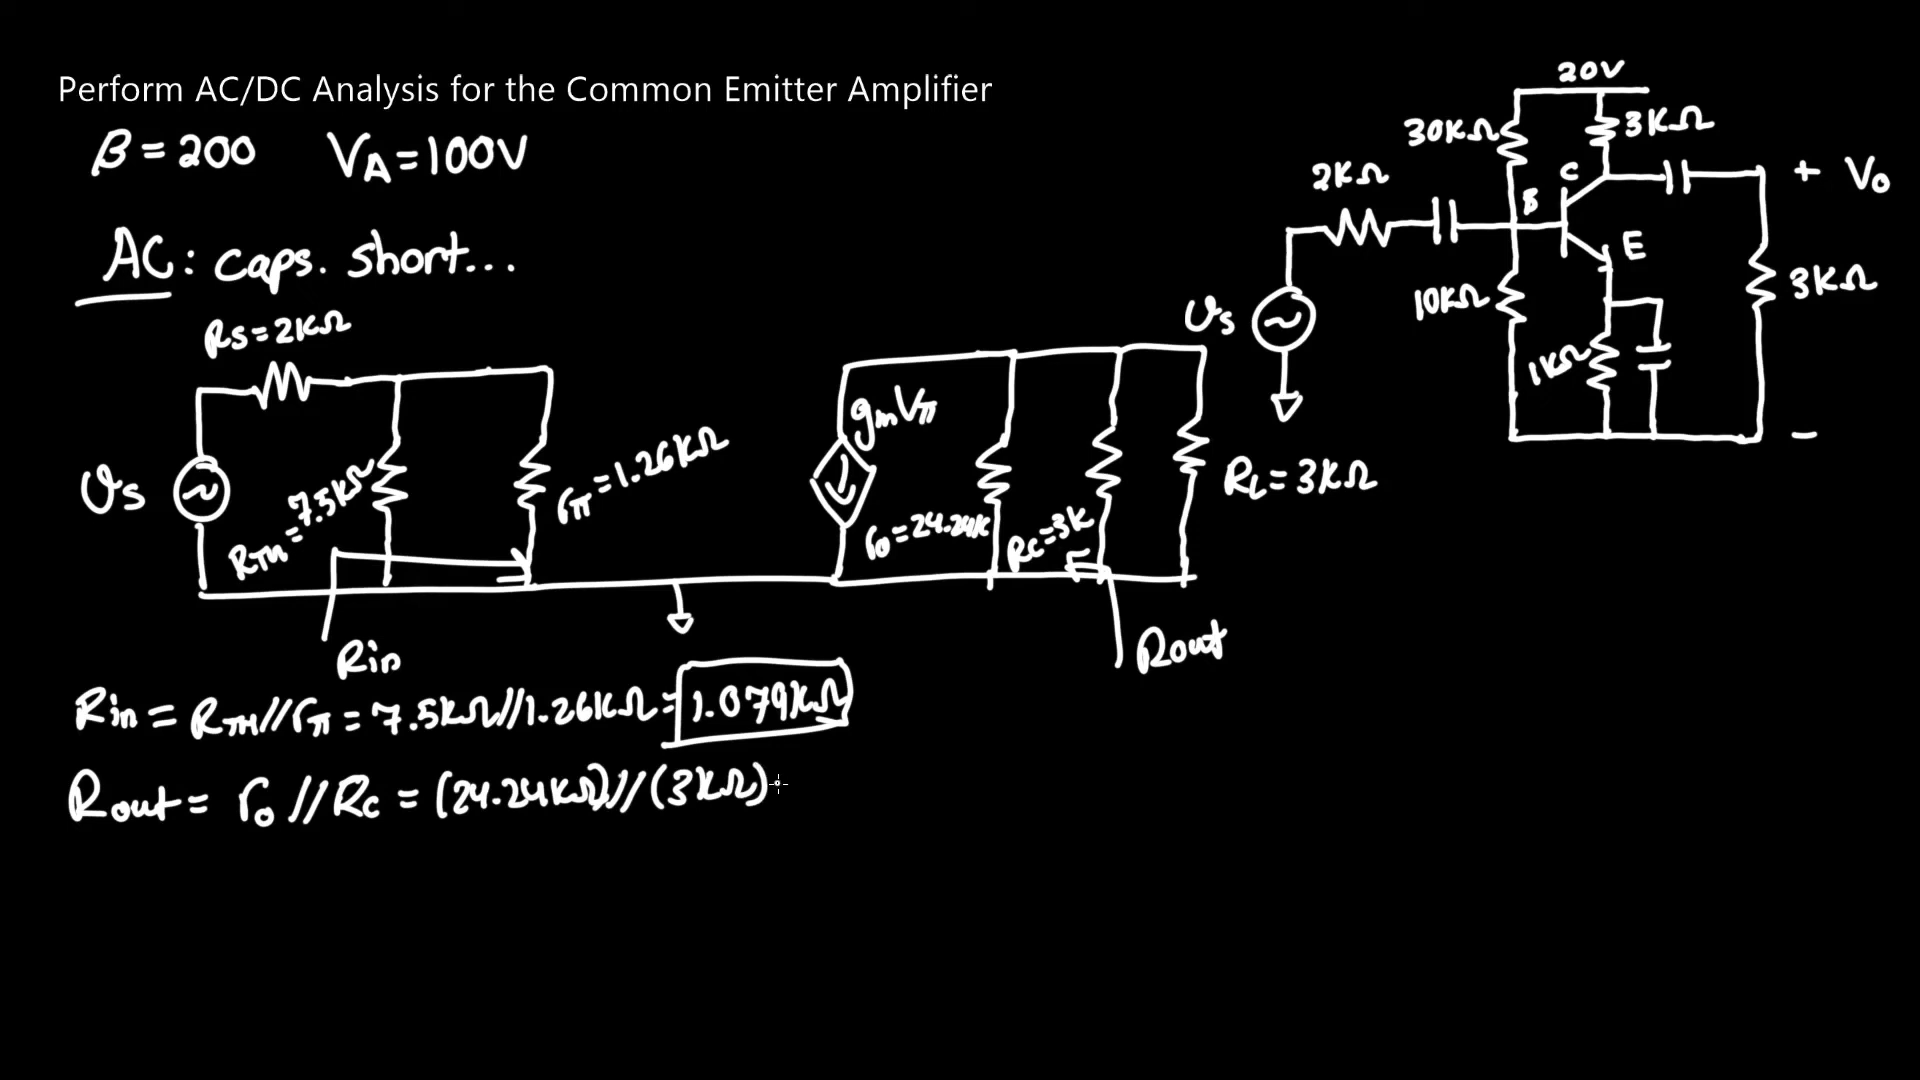 Perform AC/DC Analysis for the Common Emitter Amplifier
β = 200 VA = 100V
AC: caps. short...
RS = 2KΩ
υs
RTH = 7.5KΩ
rπ = 1.26KΩ
gmVπ
ro = 24.24K
RC = 3K
RL = 3KΩ
Rin
Rout
Rin = RTH // rπ = 7.5KΩ // 1.26KΩ = 1.079KΩ
Rout = ro // RC = (24.24KΩ) // (3KΩ)
20V
30KΩ
3KΩ
2KΩ
C
B
E
+ Vo
υs
10KΩ
1KΩ
3KΩ
−